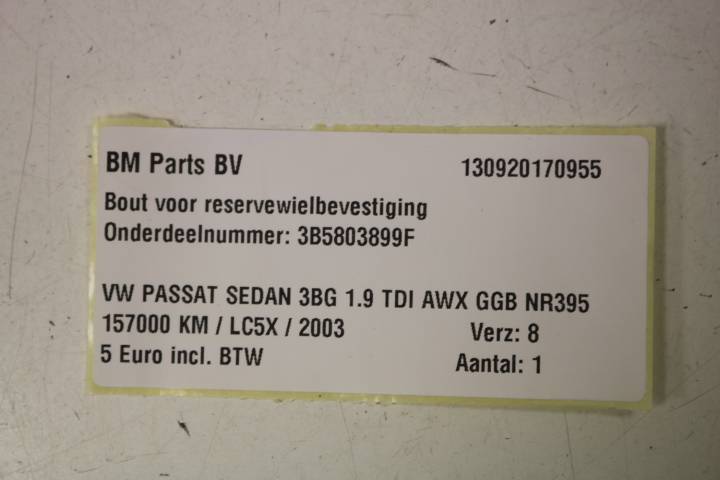 BM Parts BV 130920170955
Bout voor reservewielbevestiging
Onderdeelnummer: 3B5803899F
VW PASSAT SEDAN 3BG 1.9 TDI AWX GGB NR395
157000 KM / LC5X / 2003 Verz: 8
5 Euro incl. BTW Aantal: 1